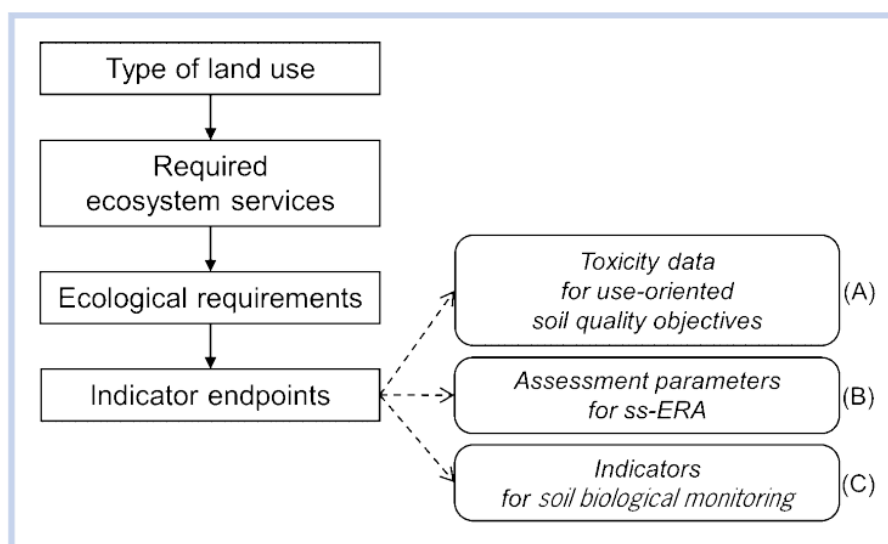 Type of land use
Required
ecosystem services
Ecological requirements
Indicator endpoints
Toxicity data
for use-oriented
soil quality objectives
(A)
Assessment parameters
for ss-ERA
(B)
Indicators
for soil biological monitoring
(C)